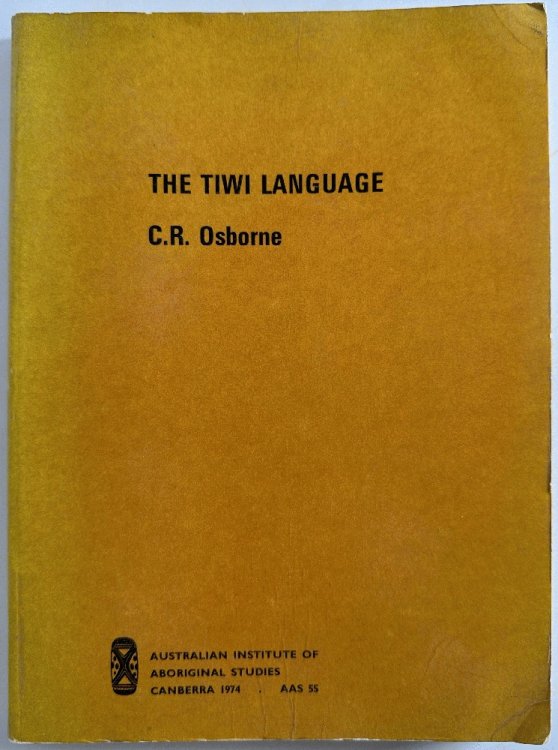 THE TIWI LANGUAGE
C.R. Osborne
AUSTRALIAN INSTITUTE OF
ABORIGINAL STUDIES
CANBERRA 1974 . AAS 55